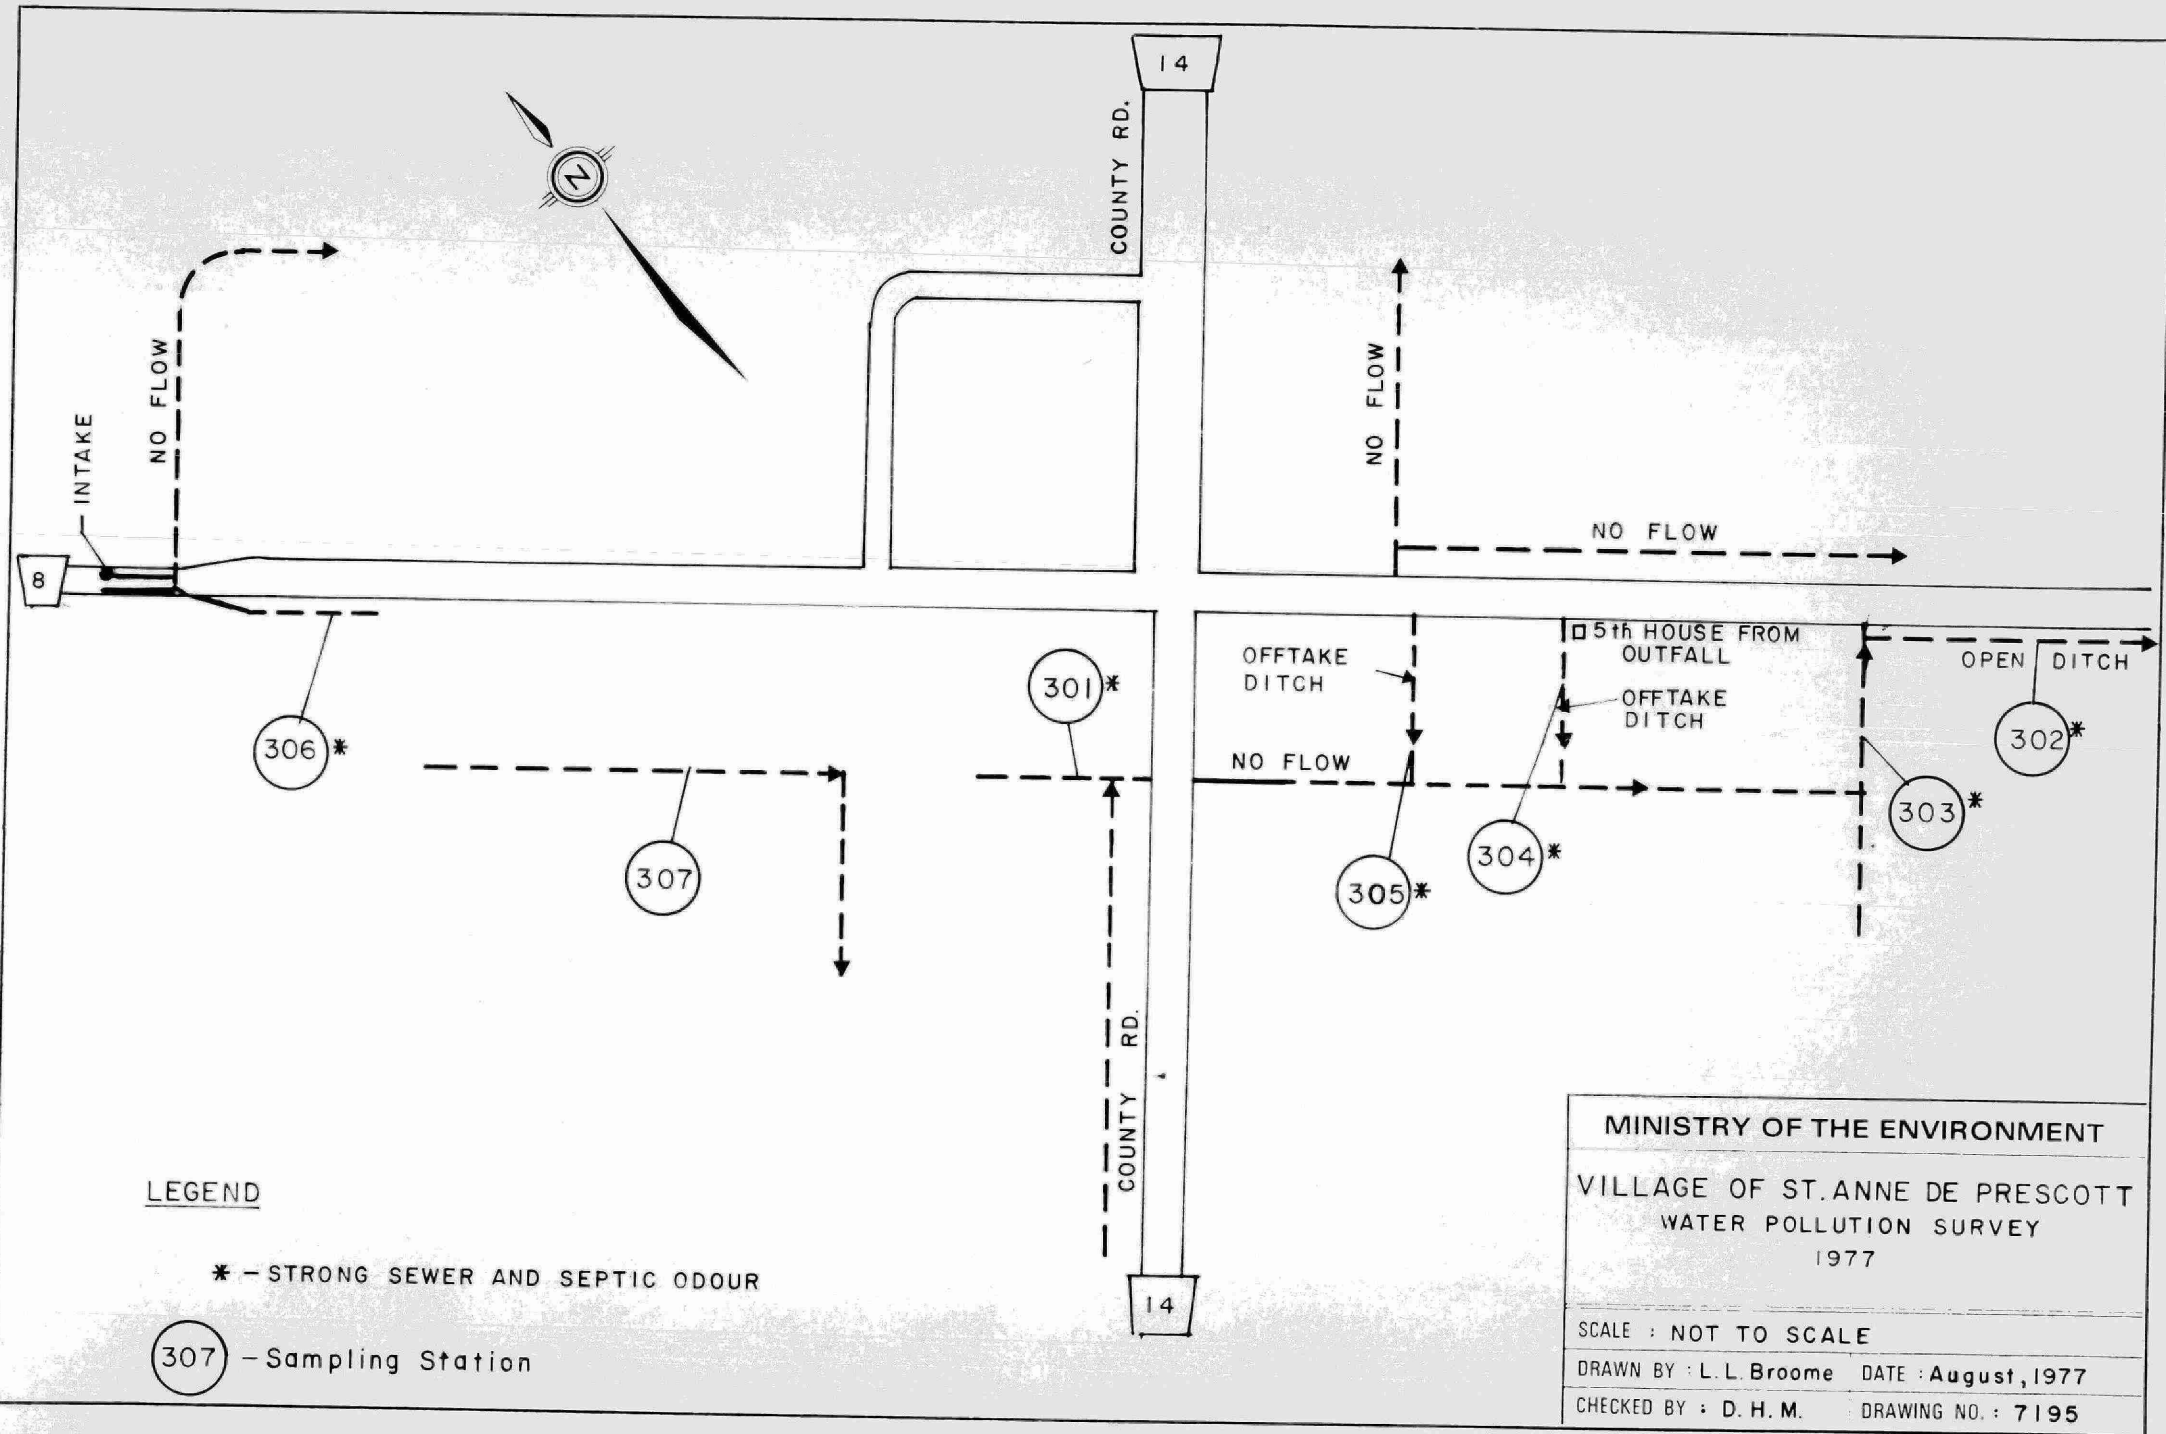 14
COUNTY RD.
N
NO FLOW
INTAKE
NO FLOW
NO FLOW
8
5th HOUSE FROM
OUTFALL
OFFTAKE
DITCH
OPEN DITCH
301*
OFFTAKE
DITCH
302*
306*
NO FLOW
303*
304*
307
305*
COUNTY RD.
LEGEND
* – STRONG SEWER AND SEPTIC ODOUR
14
307 – Sampling Station
MINISTRY OF THE ENVIRONMENT
VILLAGE OF ST. ANNE DE PRESCOTT
WATER POLLUTION SURVEY
1977
SCALE : NOT TO SCALE
DRAWN BY : L. L. Broome DATE : August, 1977
CHECKED BY : D. H. M. DRAWING NO. : 7195